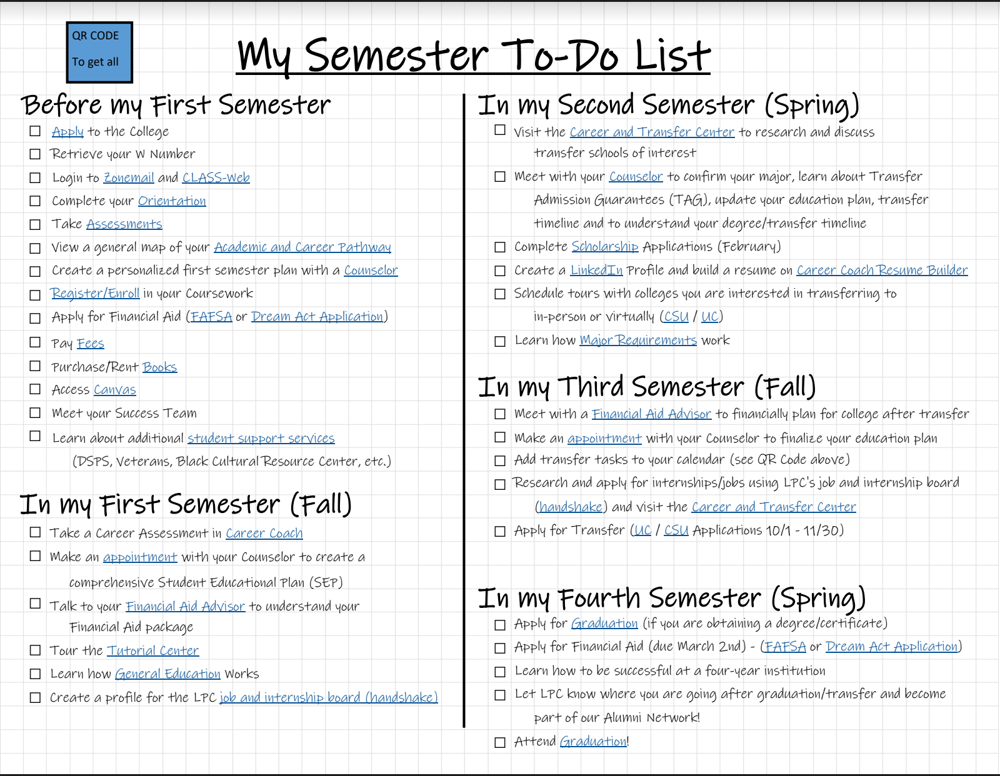 QR CODE
To get all
My Semester To-Do List
Before my First Semester
Apply to the College
Retrieve your W Number
Login to Zonemail and CLASS-Web
Complete your Orientation
Take Assessments
View a general map of your Academic and Career Pathway
Create a personalized first semester plan with a Counselor
Register/Enroll in your Coursework
Apply for Financial Aid (FAFSA or Dream Act Application)
Pay Fees
Purchase/Rent Books
Access Canvas
Meet your Success Team
Learn about additional student support services
(DSPS, Veterans, Black Cultural Resource Center, etc.)
In my First Semester (Fall)
Take a Career Assessment in Career Coach
Make an appointment with your Counselor to create a
comprehensive Student Educational Plan (SEP)
Talk to your Financial Aid Advisor to understand your
Financial Aid package
Tour the Tutorial Center
Learn how General Education Works
Create a profile for the LPC job and internship board (handshake)
In my Second Semester (Spring)
Visit the Career and Transfer Center to research and discuss
transfer schools of interest
Meet with your Counselor to confirm your major, learn about Transfer
Admission Guarantees (TAG), update your education plan, transfer
timeline and to understand your degree/transfer timeline
Complete Scholarship Applications (February)
Create a LinkedIn Profile and build a resume on Career Coach Resume Builder
Schedule tours with colleges you are interested in transferring to
in-person or virtually (CSU / UC)
Learn how Major Requirements work
In my Third Semester (Fall)
Meet with a Financial Aid Advisor to financially plan for college after transfer
Make an appointment with your Counselor to finalize your education plan
Add transfer tasks to your calendar (see QR Code above)
Research and apply for internships/jobs using LPC's job and internship board
(handshake) and visit the Career and Transfer Center
Apply for Transfer (UC / CSU Applications 10/1 - 11/30)
In my Fourth Semester (Spring)
Apply for Graduation (if you are obtaining a degree/certificate)
Apply for Financial Aid (due March 2nd) - (FAFSA or Dream Act Application)
Learn how to be successful at a four-year institution
Let LPC know where you are going after graduation/transfer and become
part of our Alumni Network!
Attend Graduation!